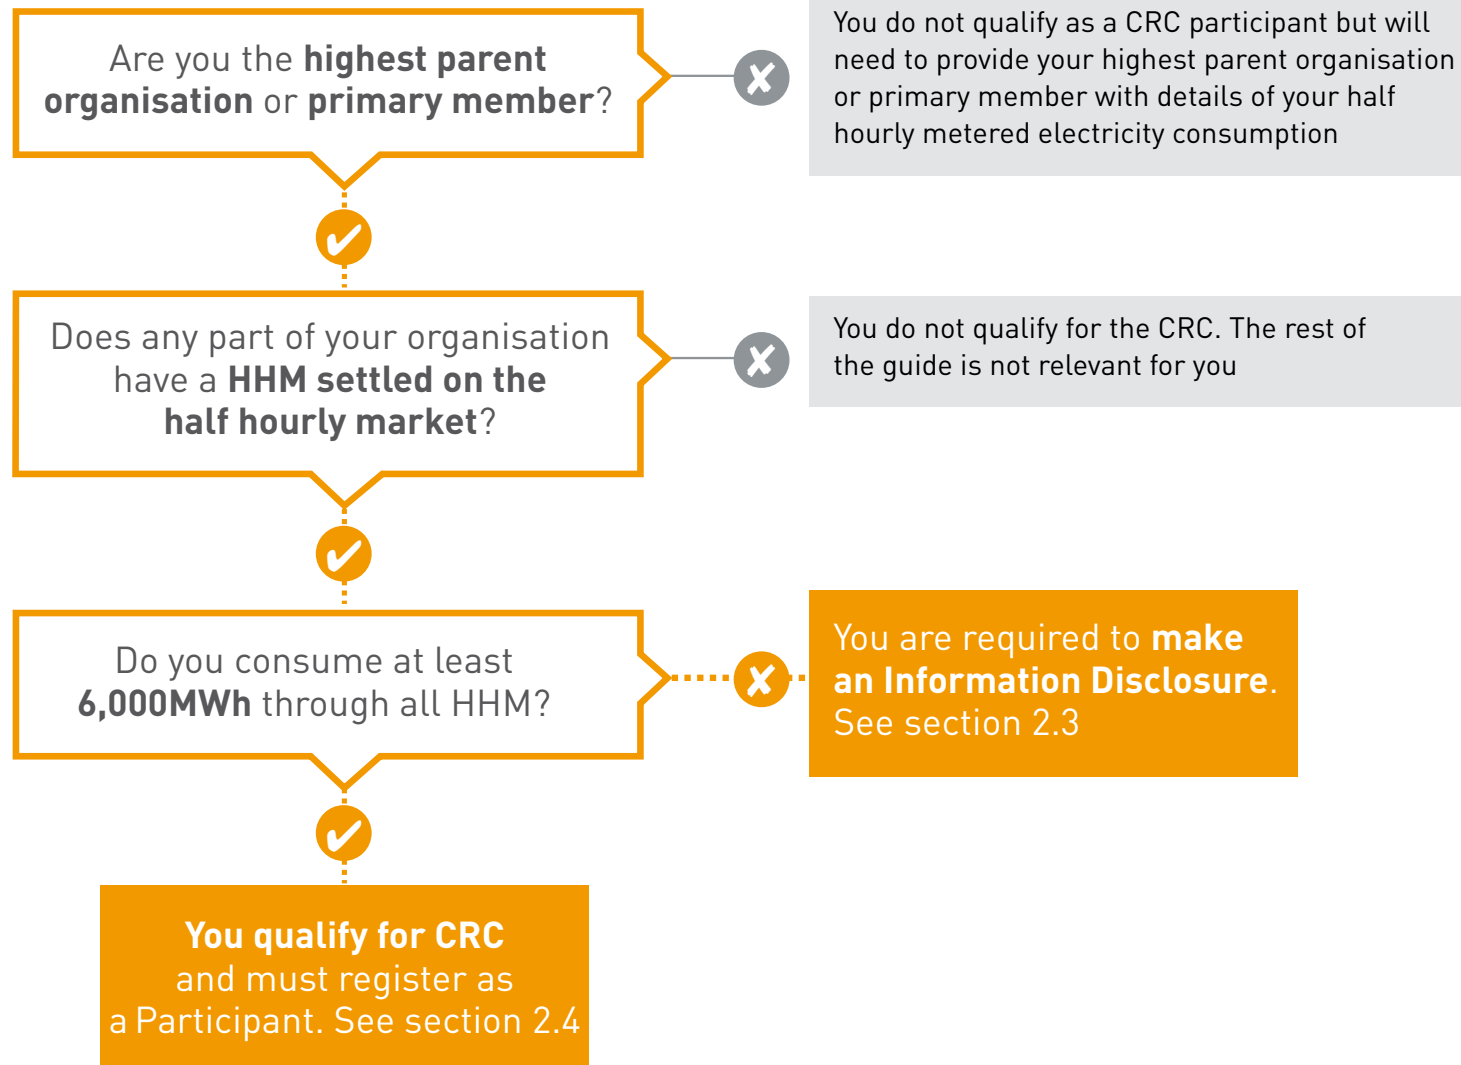 Are you the highest parent
organisation or primary member?
You do not qualify as a CRC participant but will
need to provide your highest parent organisation
or primary member with details of your half
hourly metered electricity consumption
Does any part of your organisation
have a HHM settled on the
half hourly market?
You do not qualify for the CRC. The rest of
the guide is not relevant for you
Do you consume at least
6,000MWh through all HHM?
You are required to make
an Information Disclosure.
See section 2.3
You qualify for CRC
and must register as
a Participant. See section 2.4